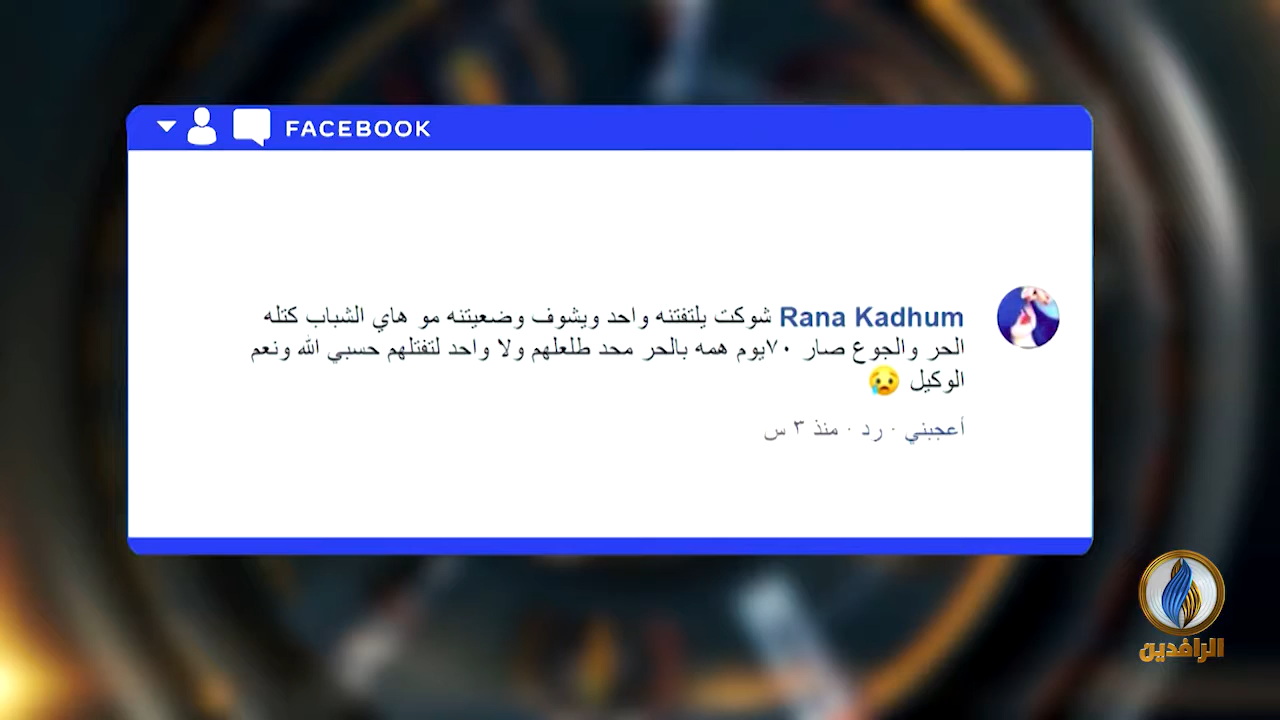 FACEBOOK
Rana Kadhum شوكت يلتفتنه واحد ويشوف وضعيتنه مو هاي الشباب كتله
الحر والجوع صار ٧٠يوم همه بالحر محد طلعلهم ولا واحد لتفتلهم حسبي الله ونعم
الوكيل 😢
أعجبني · رد · منذ ٣ س
الرافدين